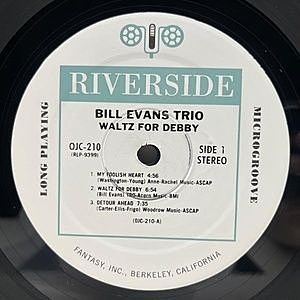 RIVERSIDE
BILL EVANS TRIO
WALTZ FOR DEBBY
OJC-210
(RLP-9399)
SIDE 1
STEREO
LONG PLAYING
MICROGROOVE
1. MY FOOLISH HEART 4:56
(Washington-Young) Anne-Rachel Music-ASCAP
2. WALTZ FOR DEBBY 6:54
(Bill Evans) TRO-Acorn Music-BMI
3. DETOUR AHEAD 7:35
(Carter-Ellis-Frigo) Woodrow Music-ASCAP
(OJC-210-A)
FANTASY, INC., BERKELEY, CALIFORNIA